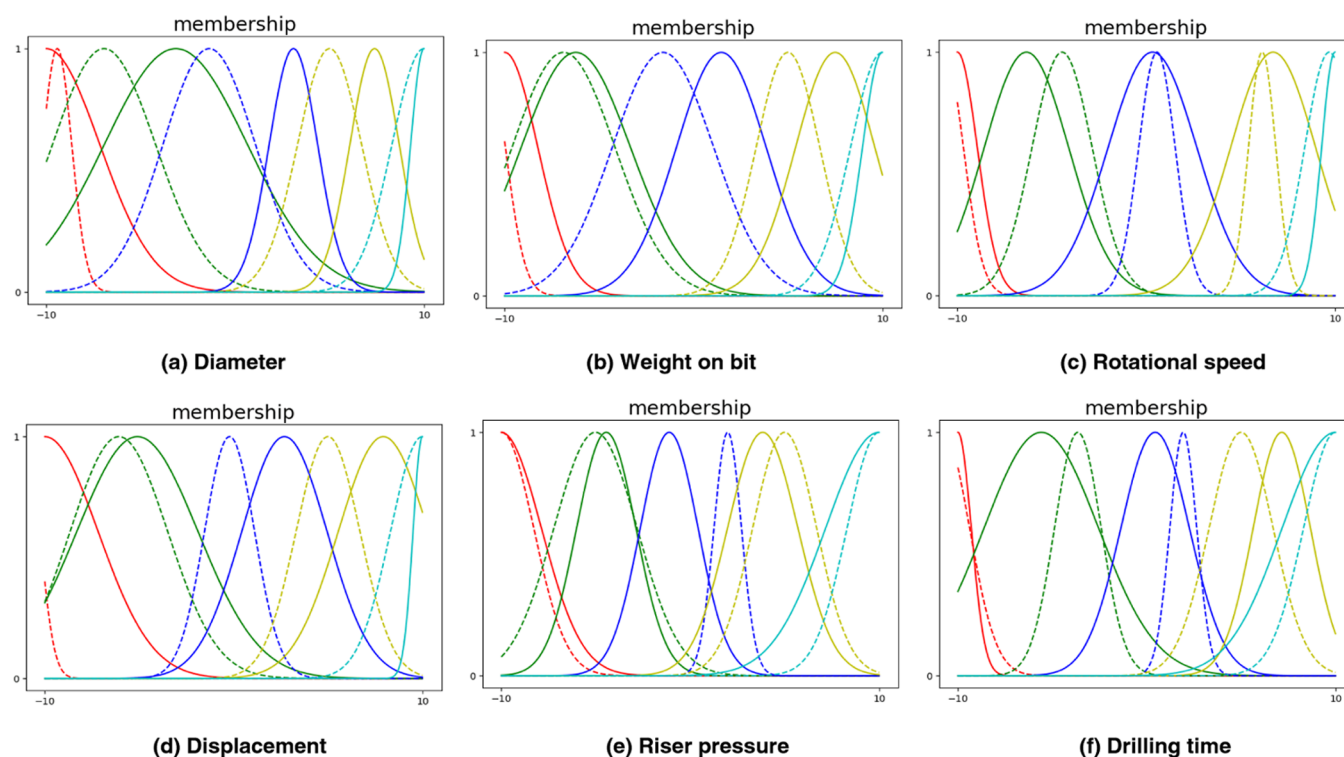 membership
1
0
−10
10
(a) Diameter
membership
1
0
−10
10
(b) Weight on bit
membership
1
0
−10
10
(c) Rotational speed
membership
1
0
−10
10
(d) Displacement
membership
1
0
−10
10
(e) Riser pressure
membership
1
0
−10
10
(f) Drilling time